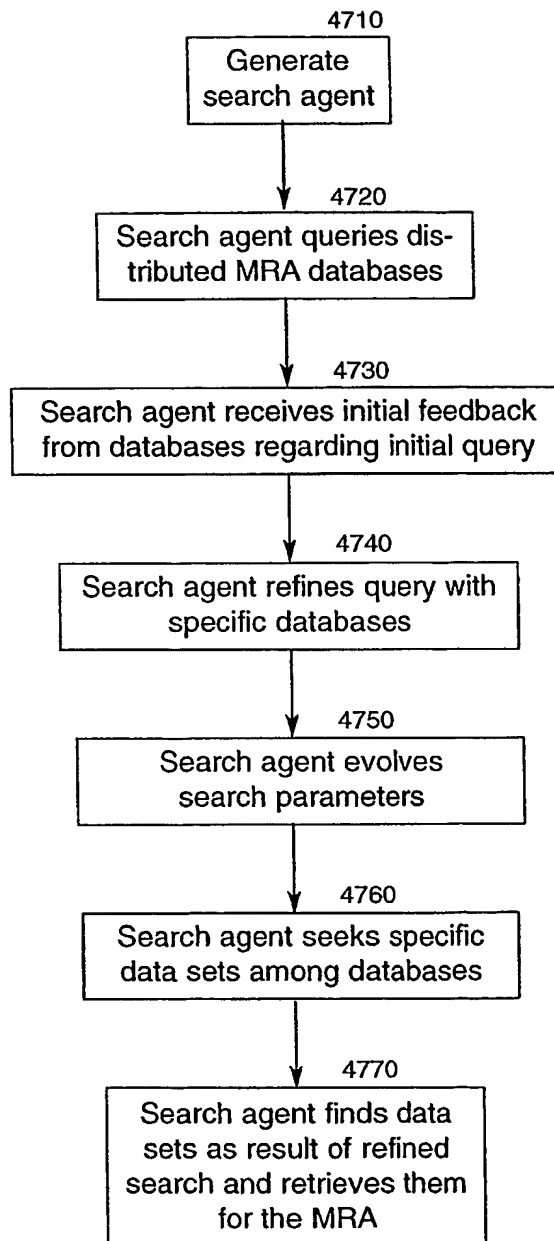 4710
Generate
search agent
4720
Search agent queries dis-
tributed MRA databases
4730
Search agent receives initial feedback
from databases regarding initial query
4740
Search agent refines query with
specific databases
4750
Search agent evolves
search parameters
4760
Search agent seeks specific
data sets among databases
4770
Search agent finds data
sets as result of refined
search and retrieves them
for the MRA